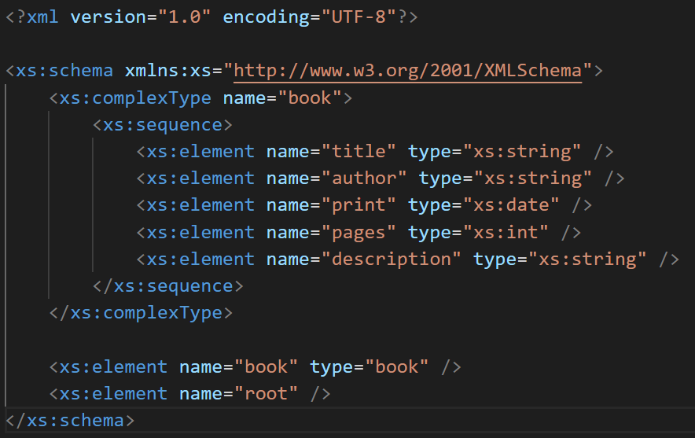 <?xml version="1.0" encoding="UTF-8"?>
<xs:schema xmlns:xs="http://www.w3.org/2001/XMLSchema">
<xs:complexType name="book">
<xs:sequence>
<xs:element name="title" type="xs:string" />
<xs:element name="author" type="xs:string" />
<xs:element name="print" type="xs:date" />
<xs:element name="pages" type="xs:int" />
<xs:element name="description" type="xs:string" />
</xs:sequence>
</xs:complexType>
<xs:element name="book" type="book" />
<xs:element name="root" />
</xs:schema>